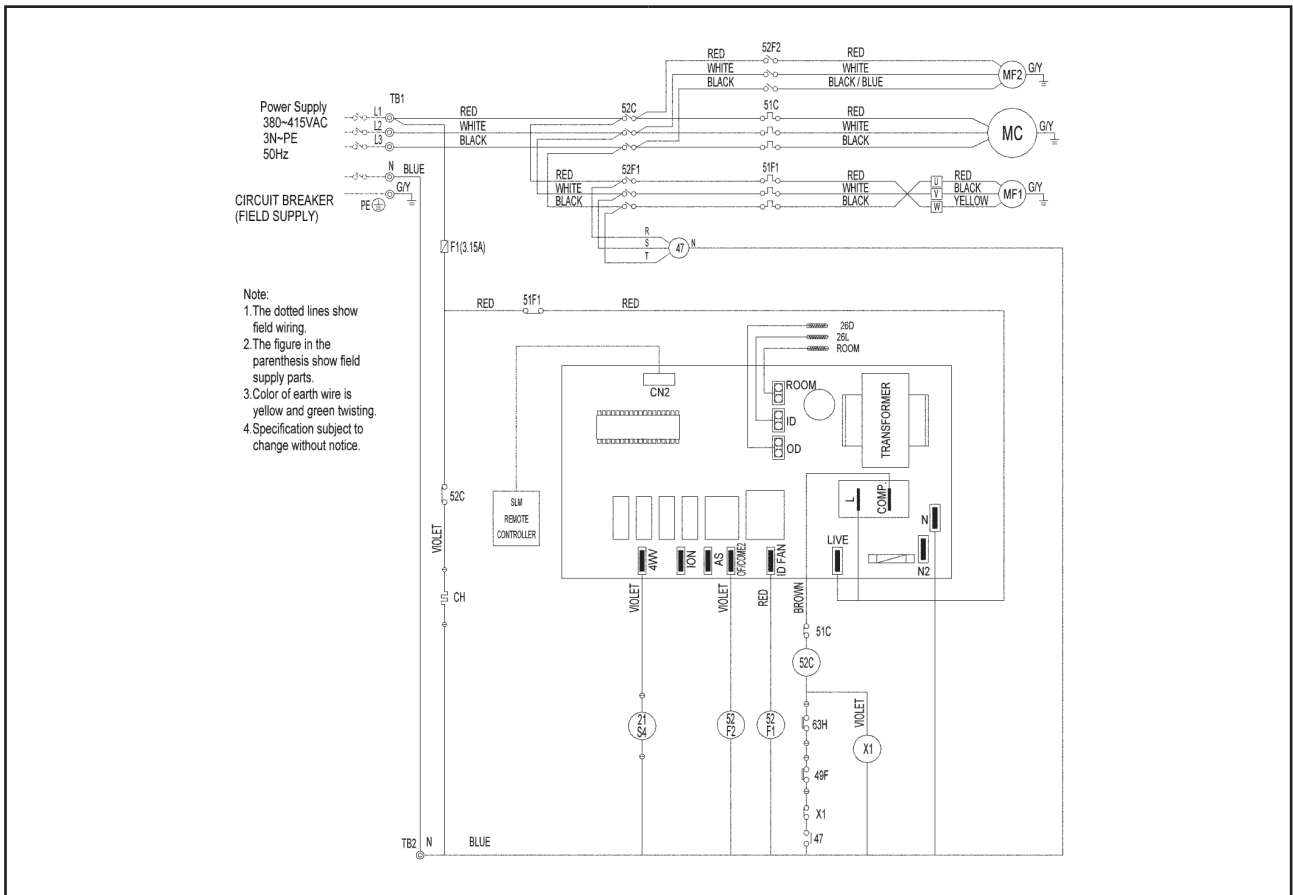 RED
52F2
RED
WHITE
WHITE
BLACK
BLACK / BLUE
MF2
G/Y
Power Supply
380~415VAC
3N~PE
50Hz
TB1
L1
L2
L3
RED
WHITE
BLACK
52C
51C
RED
WHITE
BLACK
MC
G/Y
N
BLUE
G/Y
PE
CIRCUIT BREAKER
(FIELD SUPPLY)
RED
WHITE
BLACK
52F1
51F1
RED
WHITE
BLACK
U
V
W
RED
BLACK
YELLOW
MF1
G/Y
R
S
T
47
N
F1(3.15A)
Note:
1.The dotted lines show
field wiring.
2.The figure in the
parenthesis show field
supply parts.
3.Color of earth wire is
yellow and green twisting.
4.Specification subject to
change without notice.
RED
51F1
RED
26D
26L
ROOM
CN2
ROOM
ID
OD
TRANSFORMER
52C
VIOLET
CH
SLM
REMOTE
CONTROLLER
L
COMP.
N
LIVE
N2
4WV
ION
AS
OF/COME2
ID FAN
VIOLET
VIOLET
RED
BROWN
51C
52C
21
S4
52
F2
52
F1
63H
VIOLET
X1
49F
X1
47
TB2
N
BLUE